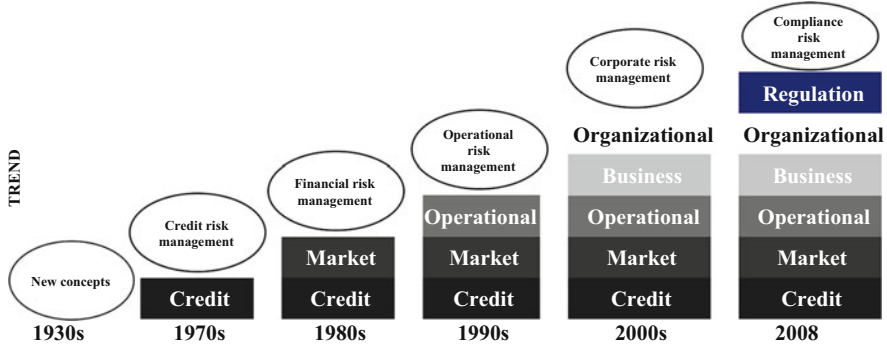 TREND
New concepts
1930s
Credit risk
management
Credit
1970s
Financial risk
management
Market
Credit
1980s
Operational
risk
management
Operational
Market
Credit
1990s
Corporate risk
management
Organizational
Business
Operational
Market
Credit
2000s
Compliance
risk
management
Regulation
Organizational
Business
Operational
Market
Credit
2008